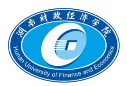 湖南财政经济学院
Hunan University of Finance and Economics